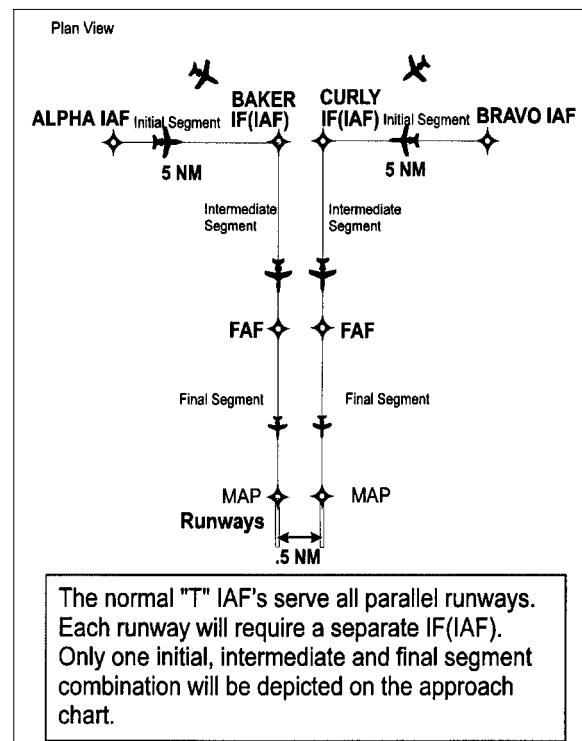 Plan View
BAKER CURLY
ALPHA IAF Initial Segment IF(IAF) IF(IAF) Initial Segment BRAVO IAF
5 NM 5 NM
Intermediate Intermediate
Segment Segment
FAF FAF
Final Segment Final Segment
MAP MAP
Runways
.5 NM
The normal "T" IAF's serve all parallel runways.
Each runway will require a separate IF(IAF).
Only one initial, intermediate and final segment
combination will be depicted on the approach
chart.